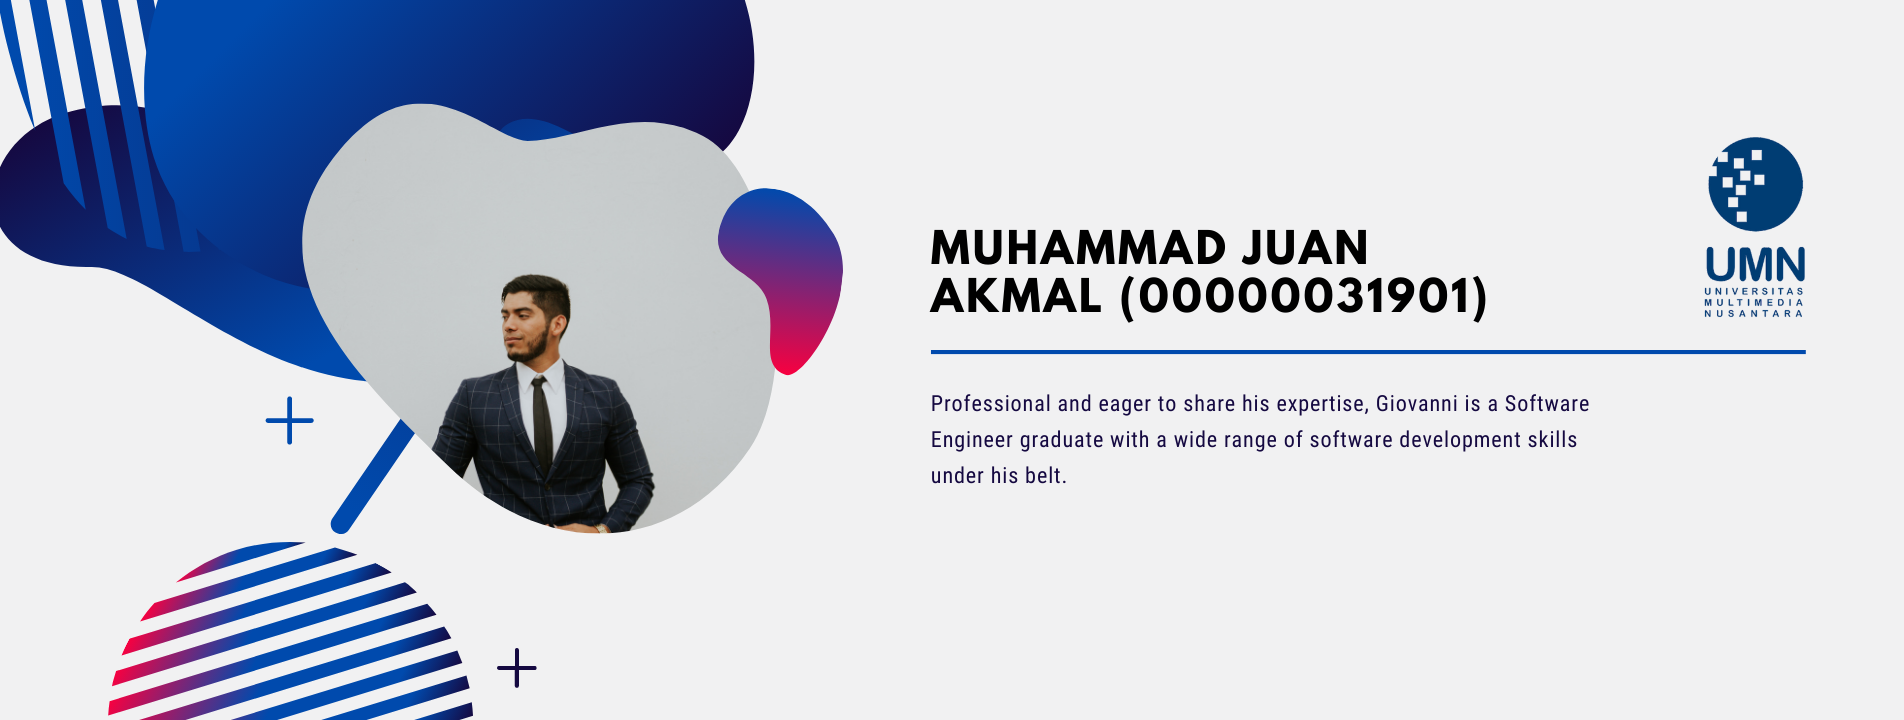 MUHAMMAD JUAN
AKMAL (00000031901)
UMN
UNIVERSITAS
MULTIMEDIA
NUSANTARA
Professional and eager to share his expertise, Giovanni is a Software
Engineer graduate with a wide range of software development skills
under his belt.